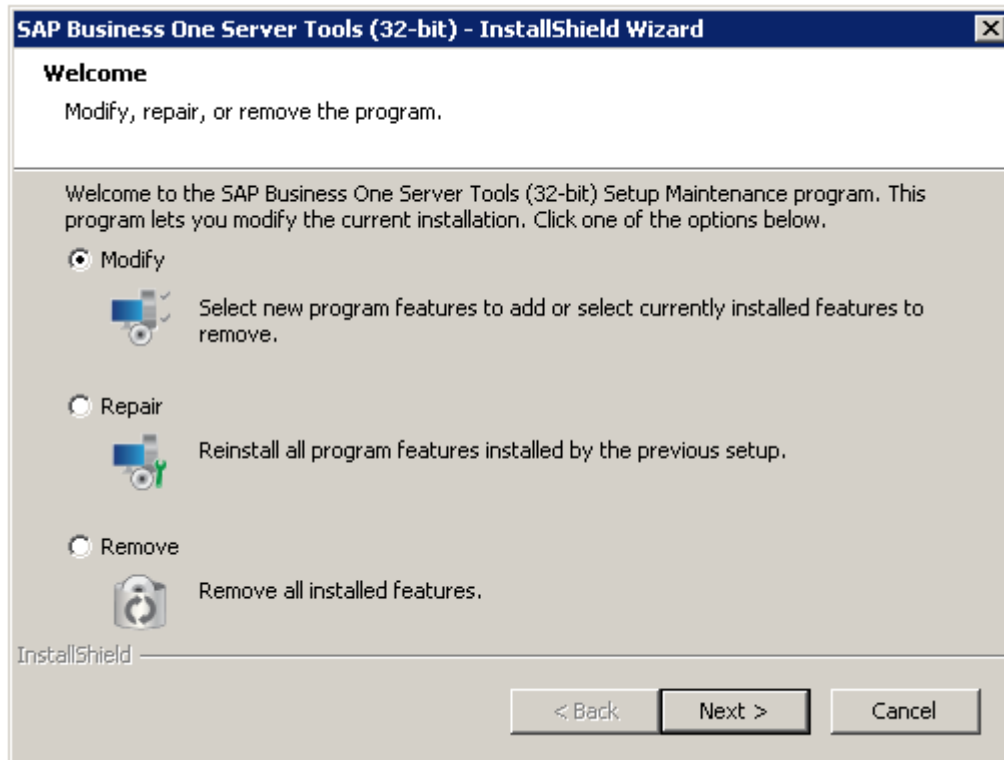 SAP Business One Server Tools (32-bit) - InstallShield Wizard
Welcome
Modify, repair, or remove the program.
Welcome to the SAP Business One Server Tools (32-bit) Setup Maintenance program. This
program lets you modify the current installation. Click one of the options below.
Modify
Select new program features to add or select currently installed features to
remove.
Repair
Reinstall all program features installed by the previous setup.
Remove
Remove all installed features.
InstallShield
< Back
Next >
Cancel